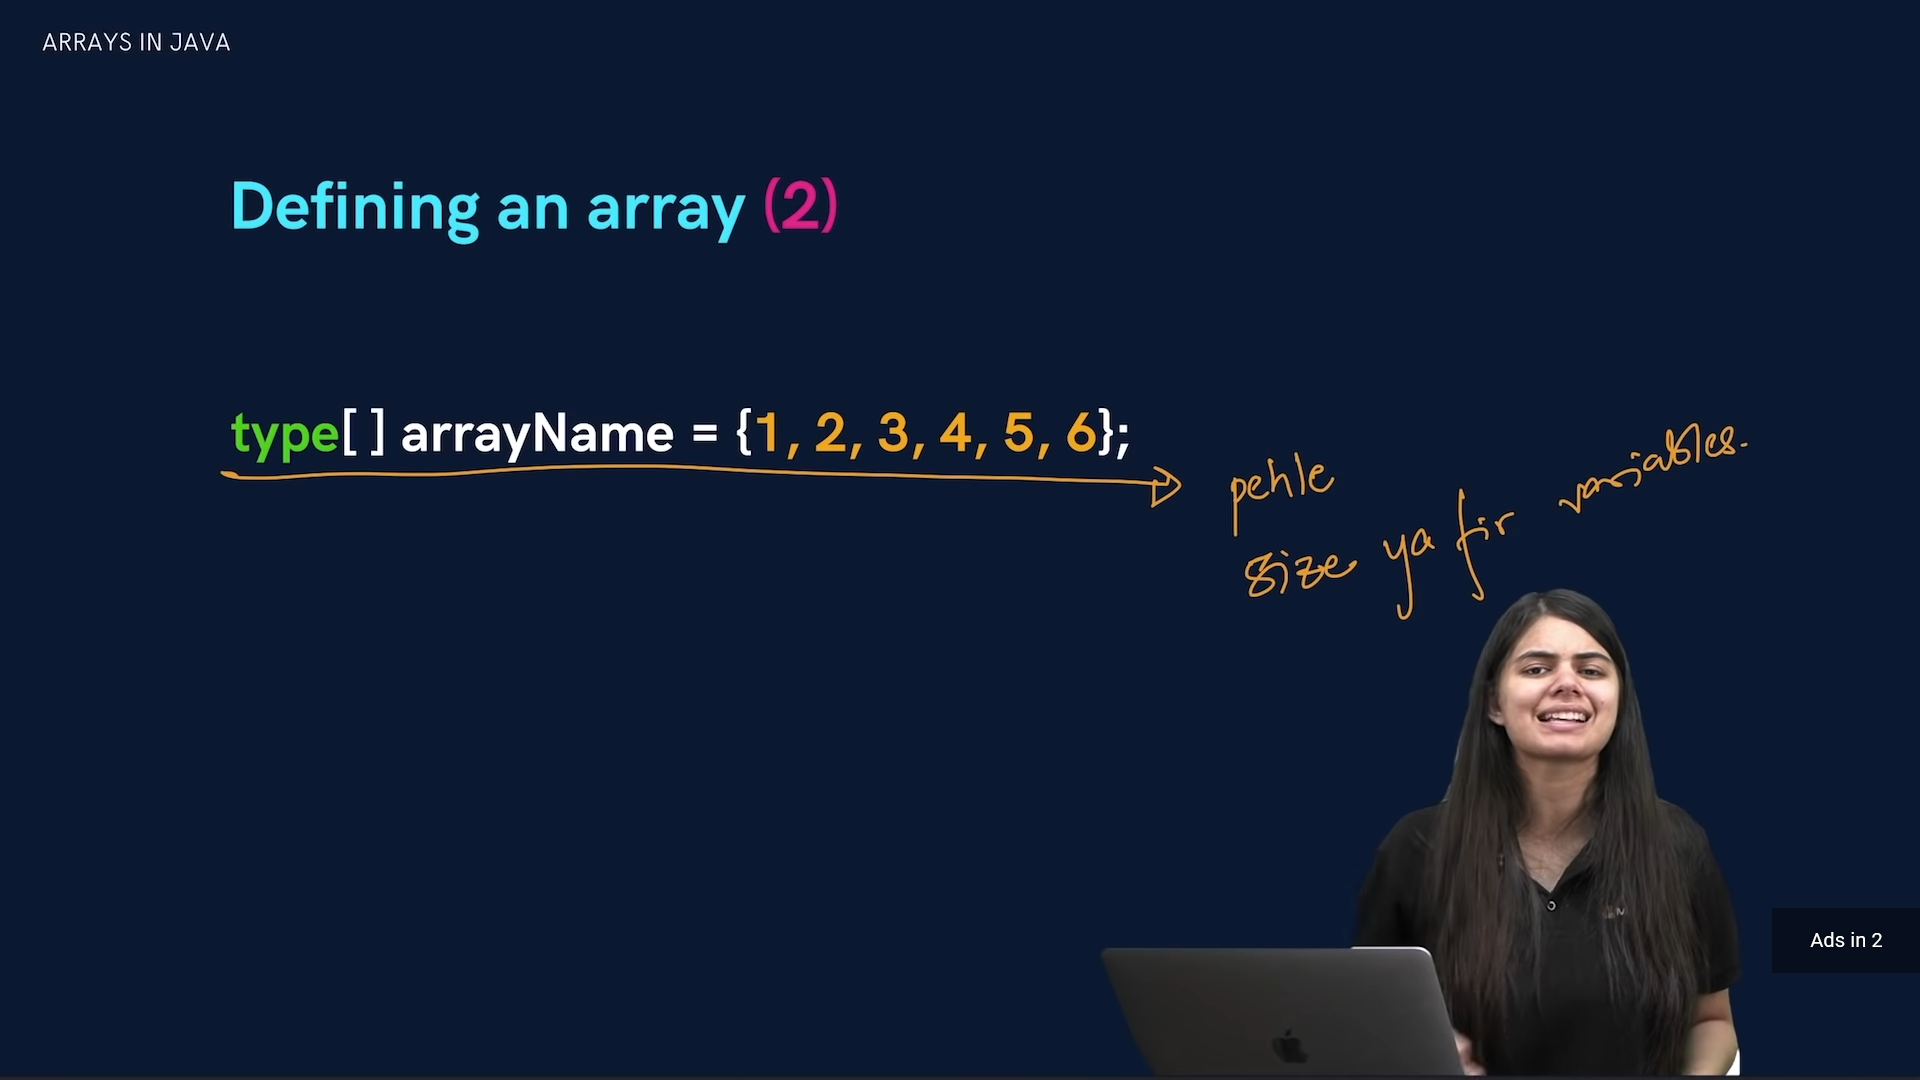 ARRAYS IN JAVA
Defining an array (2)
type[ ] arrayName = {1, 2, 3, 4, 5, 6};
pehle
size ya fir variables.
Ads in 2